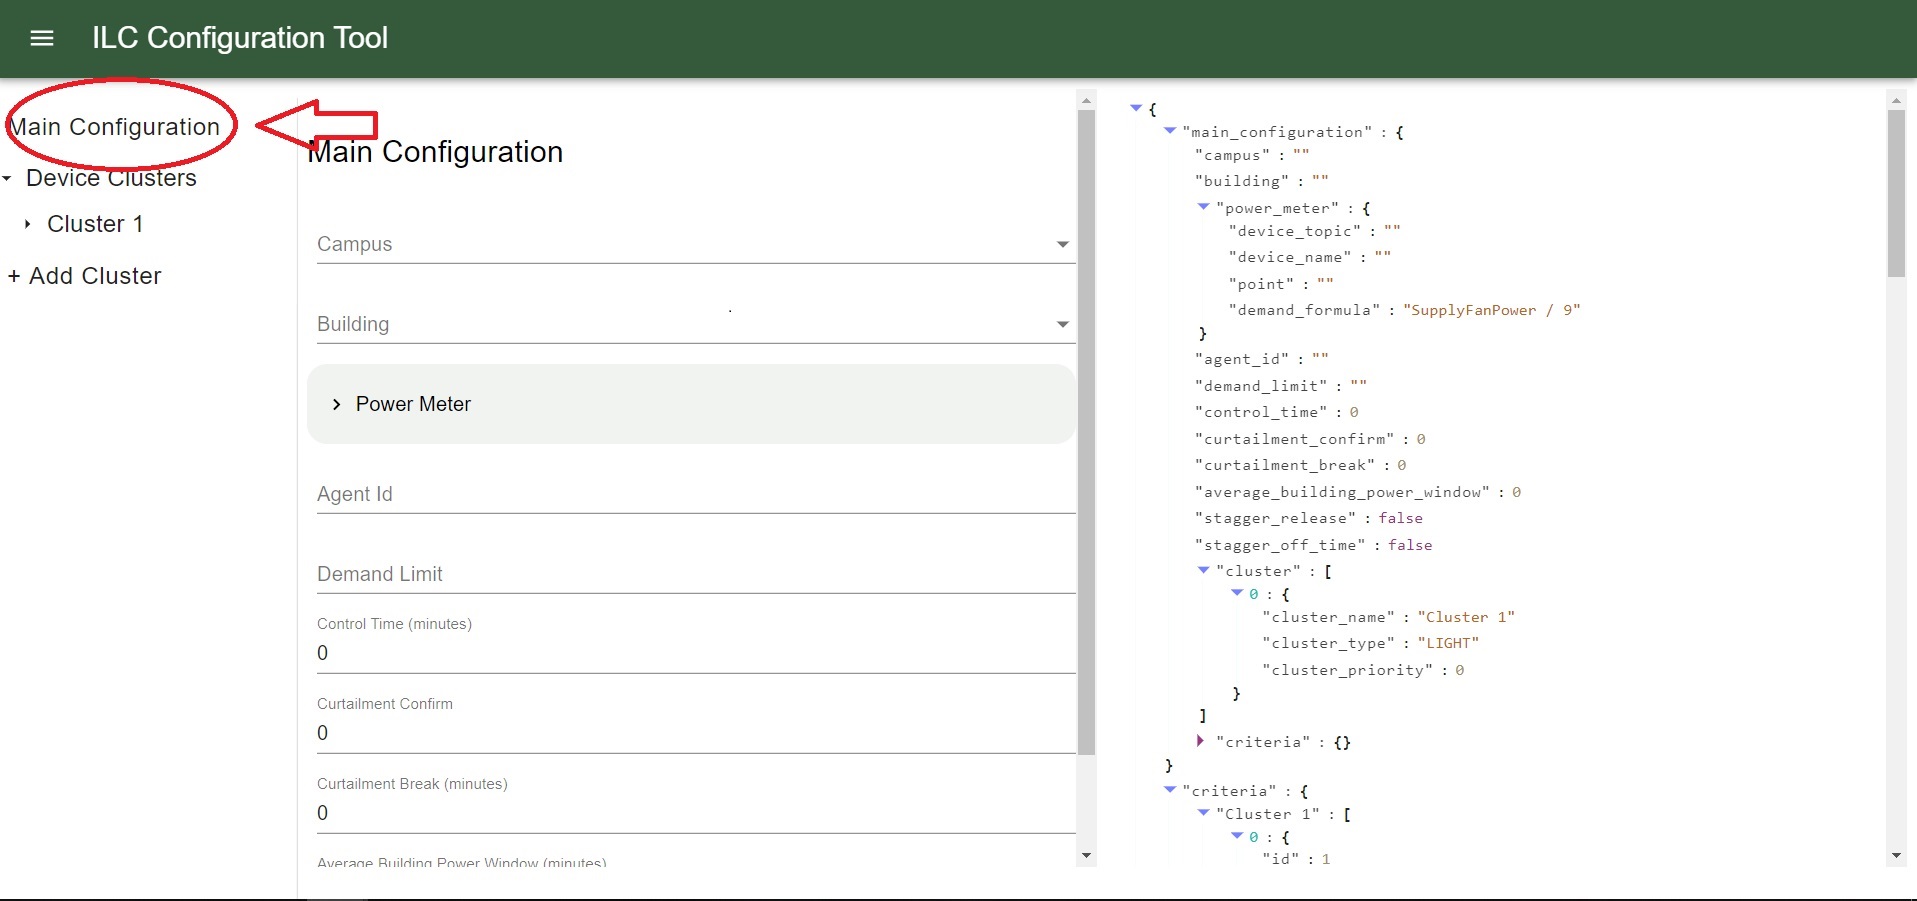 ILC Configuration Tool
Main Configuration
Device Clusters
Cluster 1
+ Add Cluster
Main Configuration
Campus
Building
Power Meter
Agent Id
Demand Limit
Control Time (minutes)
0
Curtailment Confirm
0
Curtailment Break (minutes)
0
Average Building Power Window (minutes)
{
"main_configuration" : {
"campus" : ""
"building" : ""
"power_meter" : {
"device_topic" : ""
"device_name" : ""
"point" : ""
"demand_formula" : "SupplyFanPower / 9"
}
"agent_id" : ""
"demand_limit" : ""
"control_time" : 0
"curtailment_confirm" : 0
"curtailment_break" : 0
"average_building_power_window" : 0
"stagger_release" : false
"stagger_off_time" : false
"cluster" : [
0 : {
"cluster_name" : "Cluster 1"
"cluster_type" : "LIGHT"
"cluster_priority" : 0
}
]
"criteria" : {}
}
"criteria" : {
"Cluster 1" : [
0 : {
"id" : 1